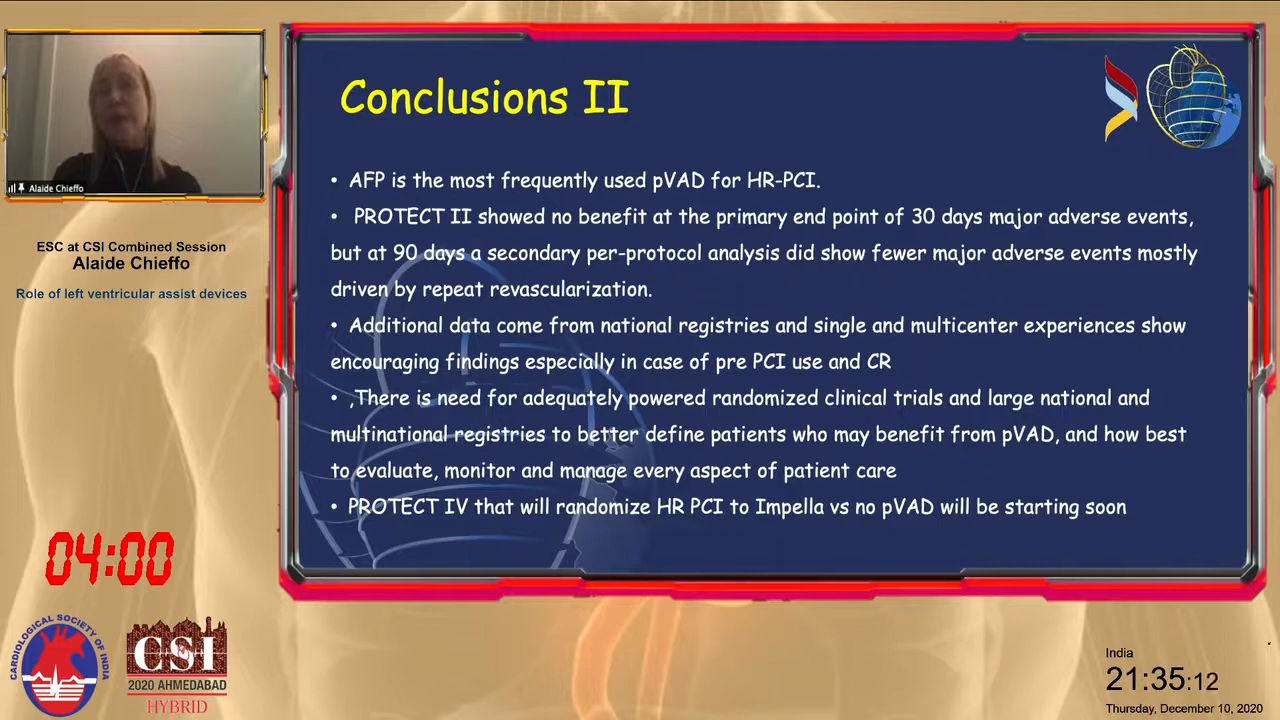 Alaide Chieffo
ESC at CSI Combined Session
Alaide Chieffo
Role of left ventricular assist devices
04:00
CARDIOLOGICAL SOCIETY OF INDIA
CSI
2020 AHMEDABAD
HYBRID
Conclusions II
• AFP is the most frequently used pVAD for HR-PCI.
• PROTECT II showed no benefit at the primary end point of 30 days major adverse events,
but at 90 days a secondary per-protocol analysis did show fewer major adverse events mostly
driven by repeat revascularization.
• Additional data come from national registries and single and multicenter experiences show
encouraging findings especially in case of pre PCI use and CR
• ,There is need for adequately powered randomized clinical trials and large national and
multinational registries to better define patients who may benefit from pVAD, and how best
to evaluate, monitor and manage every aspect of patient care
• PROTECT IV that will randomize HR PCI to Impella vs no pVAD will be starting soon
India
21:35:12
Thursday, December 10, 2020